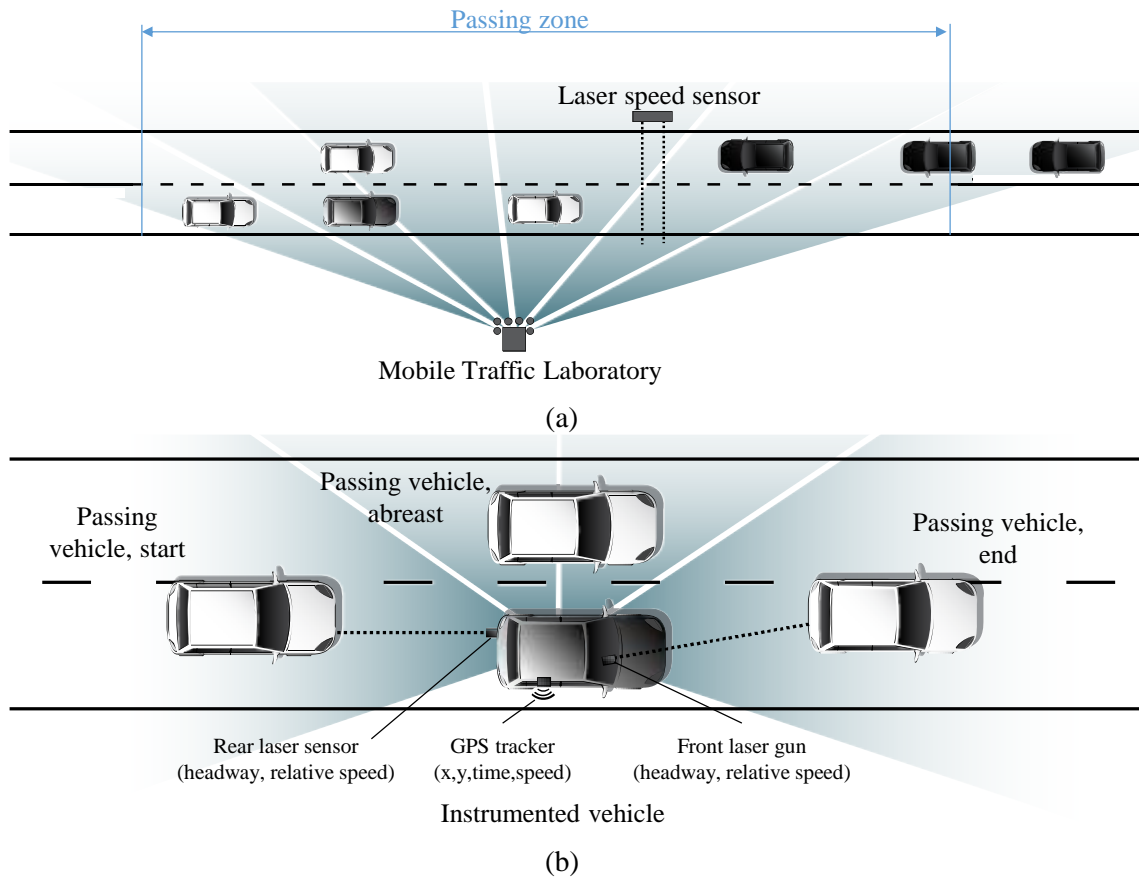 Passing zone
Laser speed sensor
Mobile Traffic Laboratory
(a)
Passing vehicle,
abreast
Passing
vehicle, start
Passing vehicle,
end
Rear laser sensor
(headway, relative speed)
GPS tracker
(x,y,time,speed)
Front laser gun
(headway, relative speed)
Instrumented vehicle
(b)